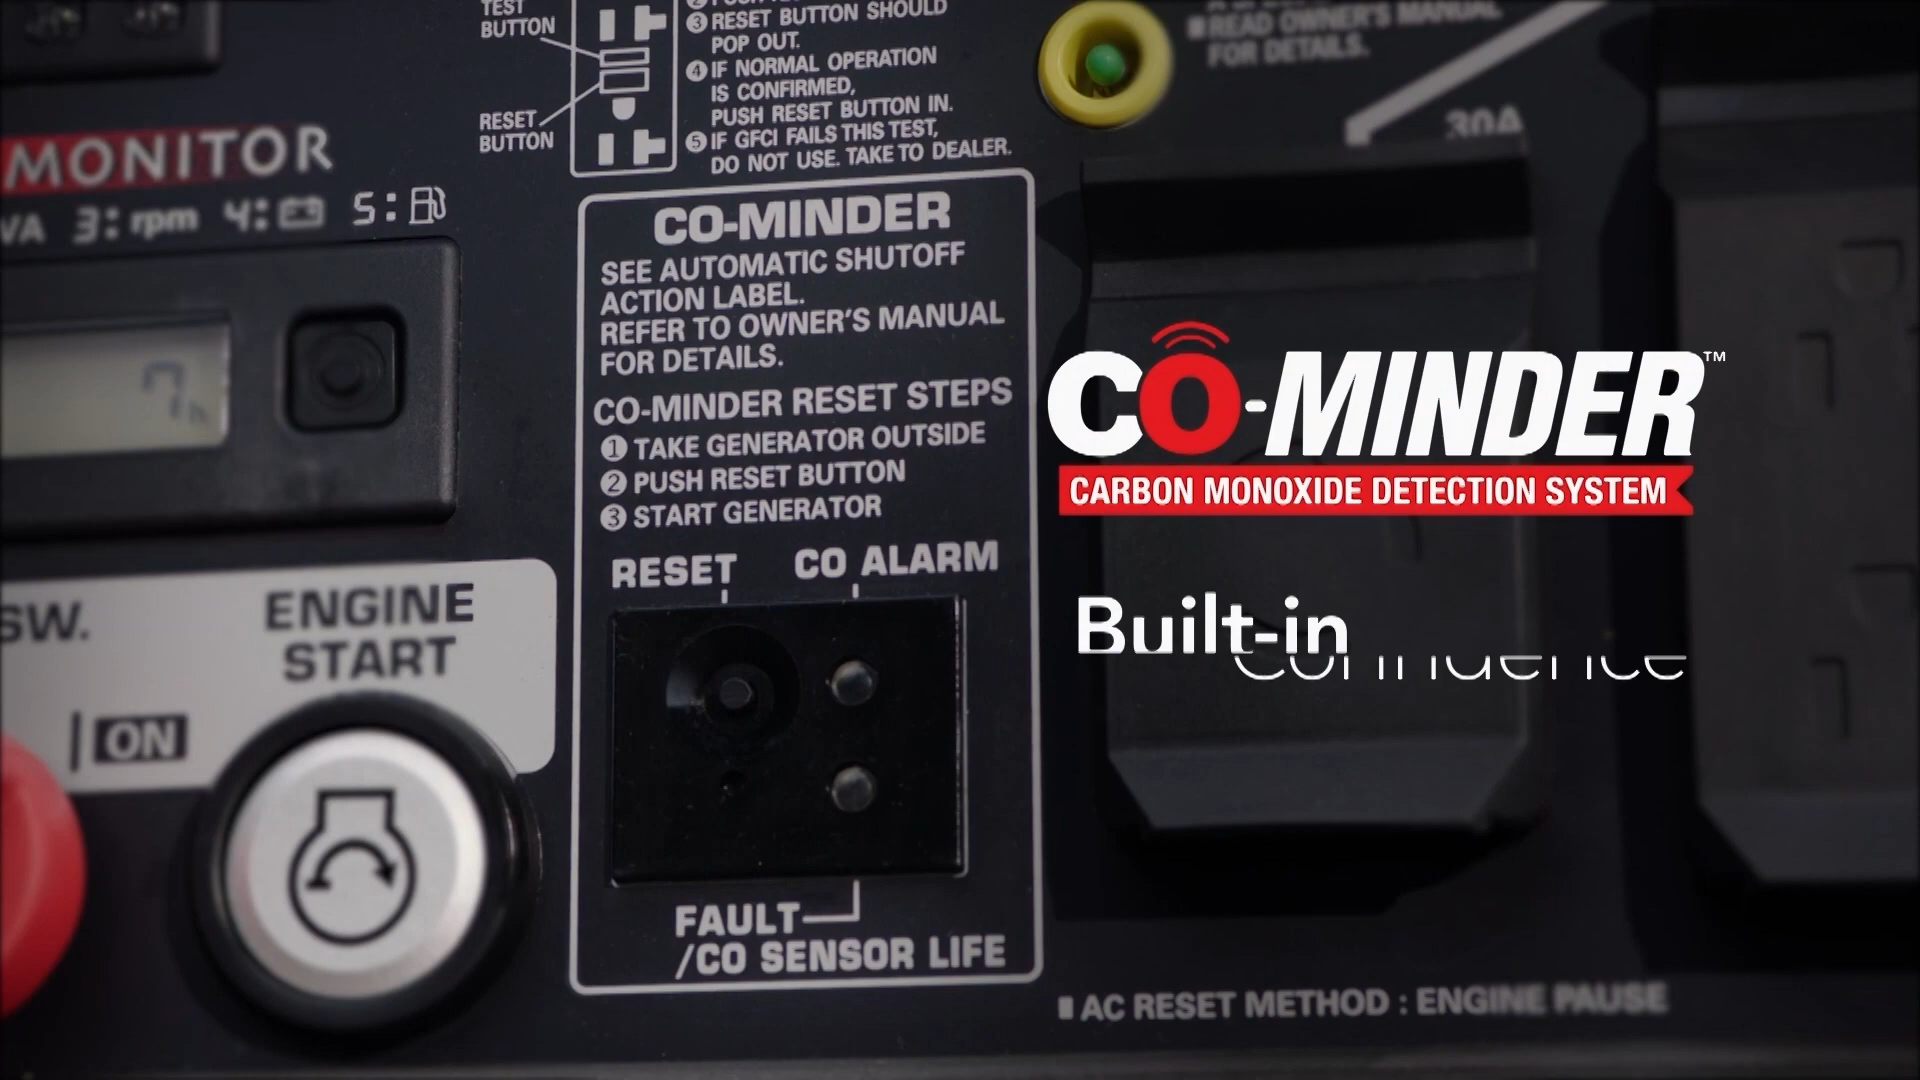 TEST
BUTTON
RESET
BUTTON
③ RESET BUTTON SHOULD
POP OUT.
④ IF NORMAL OPERATION
IS CONFIRMED,
PUSH RESET BUTTON IN.
⑤ IF GFCI FAILS THIS TEST,
DO NOT USE. TAKE TO DEALER.
READ OWNER'S MANUAL
FOR DETAILS.
30A
MONITOR
VA 3: rpm 4: 5:
7h
CO-MINDER
SEE AUTOMATIC SHUTOFF
ACTION LABEL.
REFER TO OWNER'S MANUAL
FOR DETAILS.
CO-MINDER RESET STEPS
① TAKE GENERATOR OUTSIDE
② PUSH RESET BUTTON
③ START GENERATOR
RESET CO ALARM
FAULT
/CO SENSOR LIFE
SW.
ENGINE
START
| ON
CO-MINDER™
CARBON MONOXIDE DETECTION SYSTEM
Built-in
AC RESET METHOD : ENGINE PAUSE